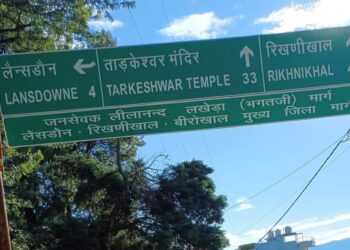 लैन्सडौन ताड़केश्वर मंदिर रिखणीखाल
LANSDOWNE 4 TARKESHWAR TEMPLE 33 RIKHNIKHAL
जनसेवक लीलानन्द लखेड़ा (भगतजी) मार्ग
लैंसडौन - रिखणीखाल - बीरोंखाल मुख्य जिला मार्ग